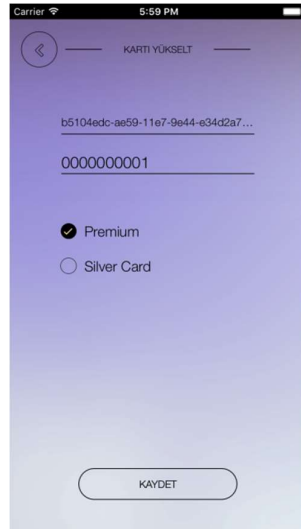 Carrier 5:59 PM
KARTI YÜKSELT
b5104edc-ae59-11e7-9e44-e34d2a7...
0000000001
Premium
Silver Card
KAYDET